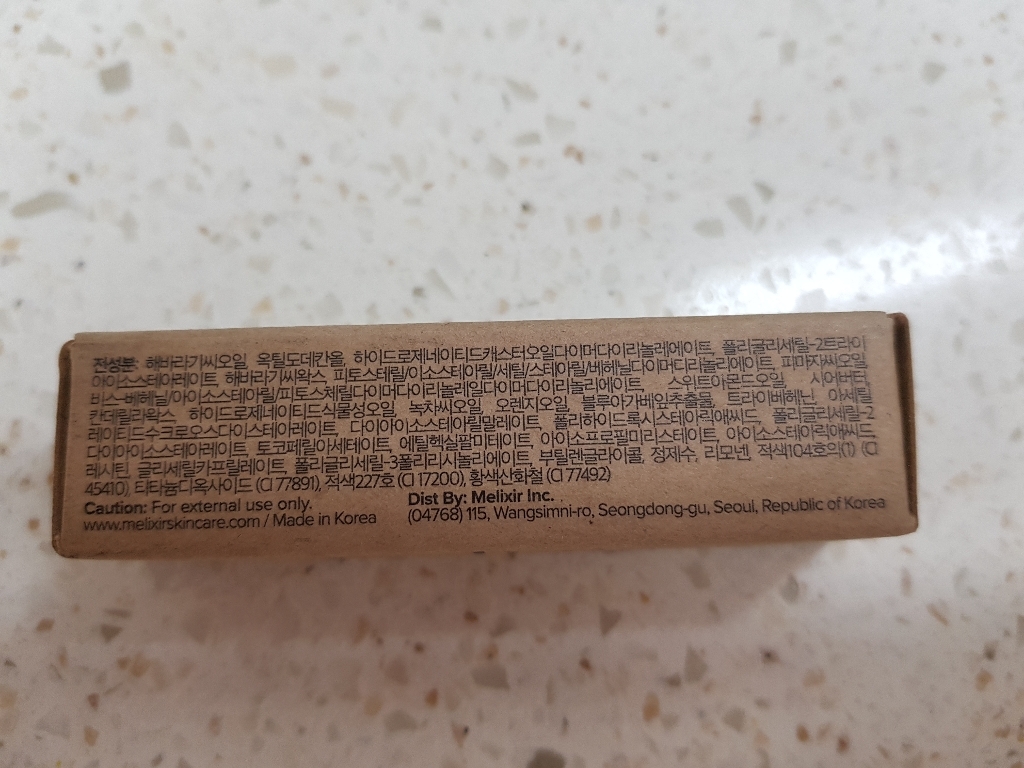 전성분: 해바라기씨오일, 옥틸도데칸올, 하이드로제네이티드캐스터오일다이머다이리놀레에이트, 폴리글리세릴-2트라이
아이소스테아레이트, 해바라기씨왁스, 피토스테릴/이소스테아릴/세틸/스테아릴/베헤닐다이머다이리놀리에이트, 피마자씨오일,
비스-베헤닐/아이소스테아릴/피토스체릴다이머다이리놀레일다이머다이리놀리에이트, 스위트아몬드오일, 시어버터,
칸데릴라왁스, 하이드로제네이티드식물성오일, 녹차씨오일, 오렌지오일, 블루아가베잎추출물, 트라이베헤닌, 아세틸
레이티드수크로오스다이스테아레이트, 다이아이소스테아릴말레이트, 폴리하이드록시스테아릭애씨드, 폴리글리세릴-2
다이아이소스테아레이트, 토코페릴아세테이트, 에틸헥실팔미테이트, 아이소프로필미리스테이트, 아이소스테아릭애씨드,
레시틴, 글리세릴카프릴레이트, 폴리글리세릴-3폴리리시놀리에이트, 부틸렌글라이콜, 정제수, 리모넨, 적색104호의(1) (CI
45410), 티타늄디옥사이드 (CI 77891), 적색227호 (CI 17200), 황색산화철 (CI 77492)
Caution: For external use only.
www.melixirskincare.com / Made in Korea
Dist By: Melixir Inc.
(04768) 115, Wangsimni-ro, Seongdong-gu, Seoul, Republic of Korea